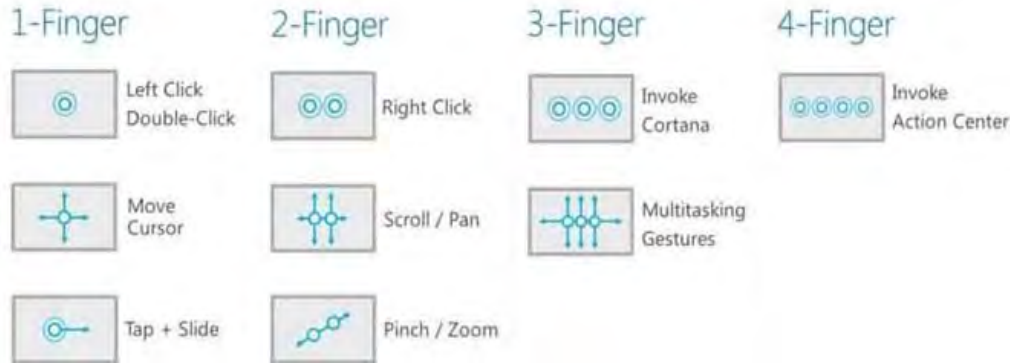 1-Finger
2-Finger
3-Finger
4-Finger
Left Click
Double-Click
Right Click
Invoke
Cortana
Invoke
Action Center
Move
Cursor
Scroll / Pan
Multitasking
Gestures
Tap + Slide
Pinch / Zoom